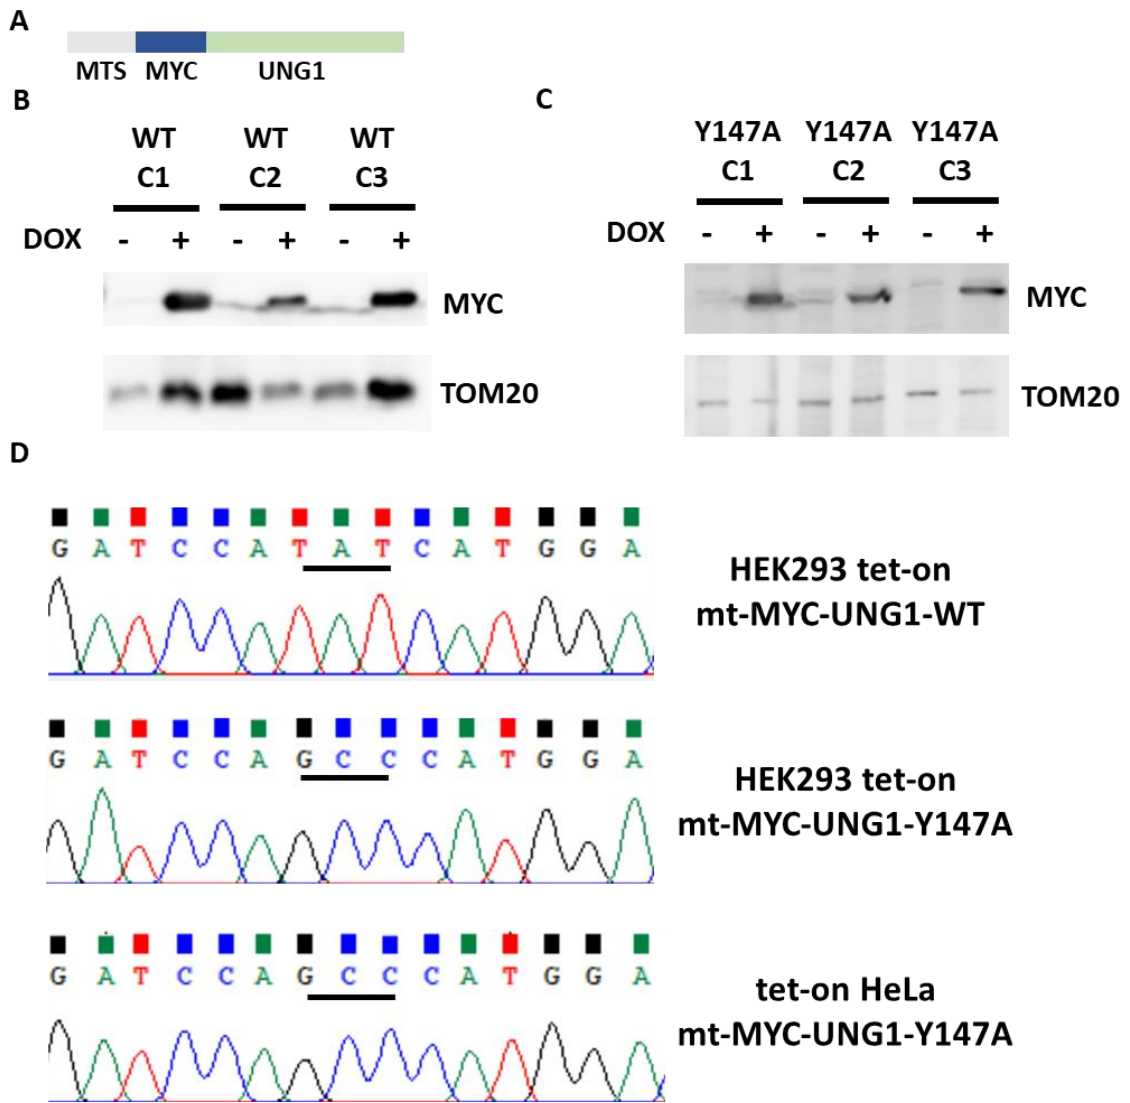 A
MTS MYC UNG1
B
WT WT WT
C1 C2 C3
DOX - + - + - +
MYC
TOM20
C
Y147A Y147A Y147A
C1 C2 C3
DOX - + - + - +
MYC
TOM20
D
G A T C C A T A T C A T G G A
HEK293 tet-on
mt-MYC-UNG1-WT
G A T C C A G C C C A T G G A
HEK293 tet-on
mt-MYC-UNG1-Y147A
G A T C C A G C C C A T G G A
tet-on HeLa
mt-MYC-UNG1-Y147A